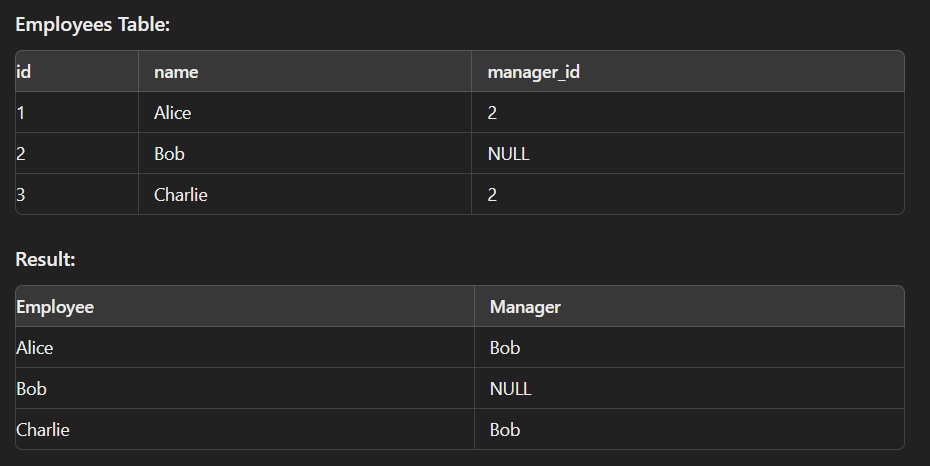 Employees Table:
id name manager_id
1 Alice 2
2 Bob NULL
3 Charlie 2
Result:
Employee Manager
Alice Bob
Bob NULL
Charlie Bob